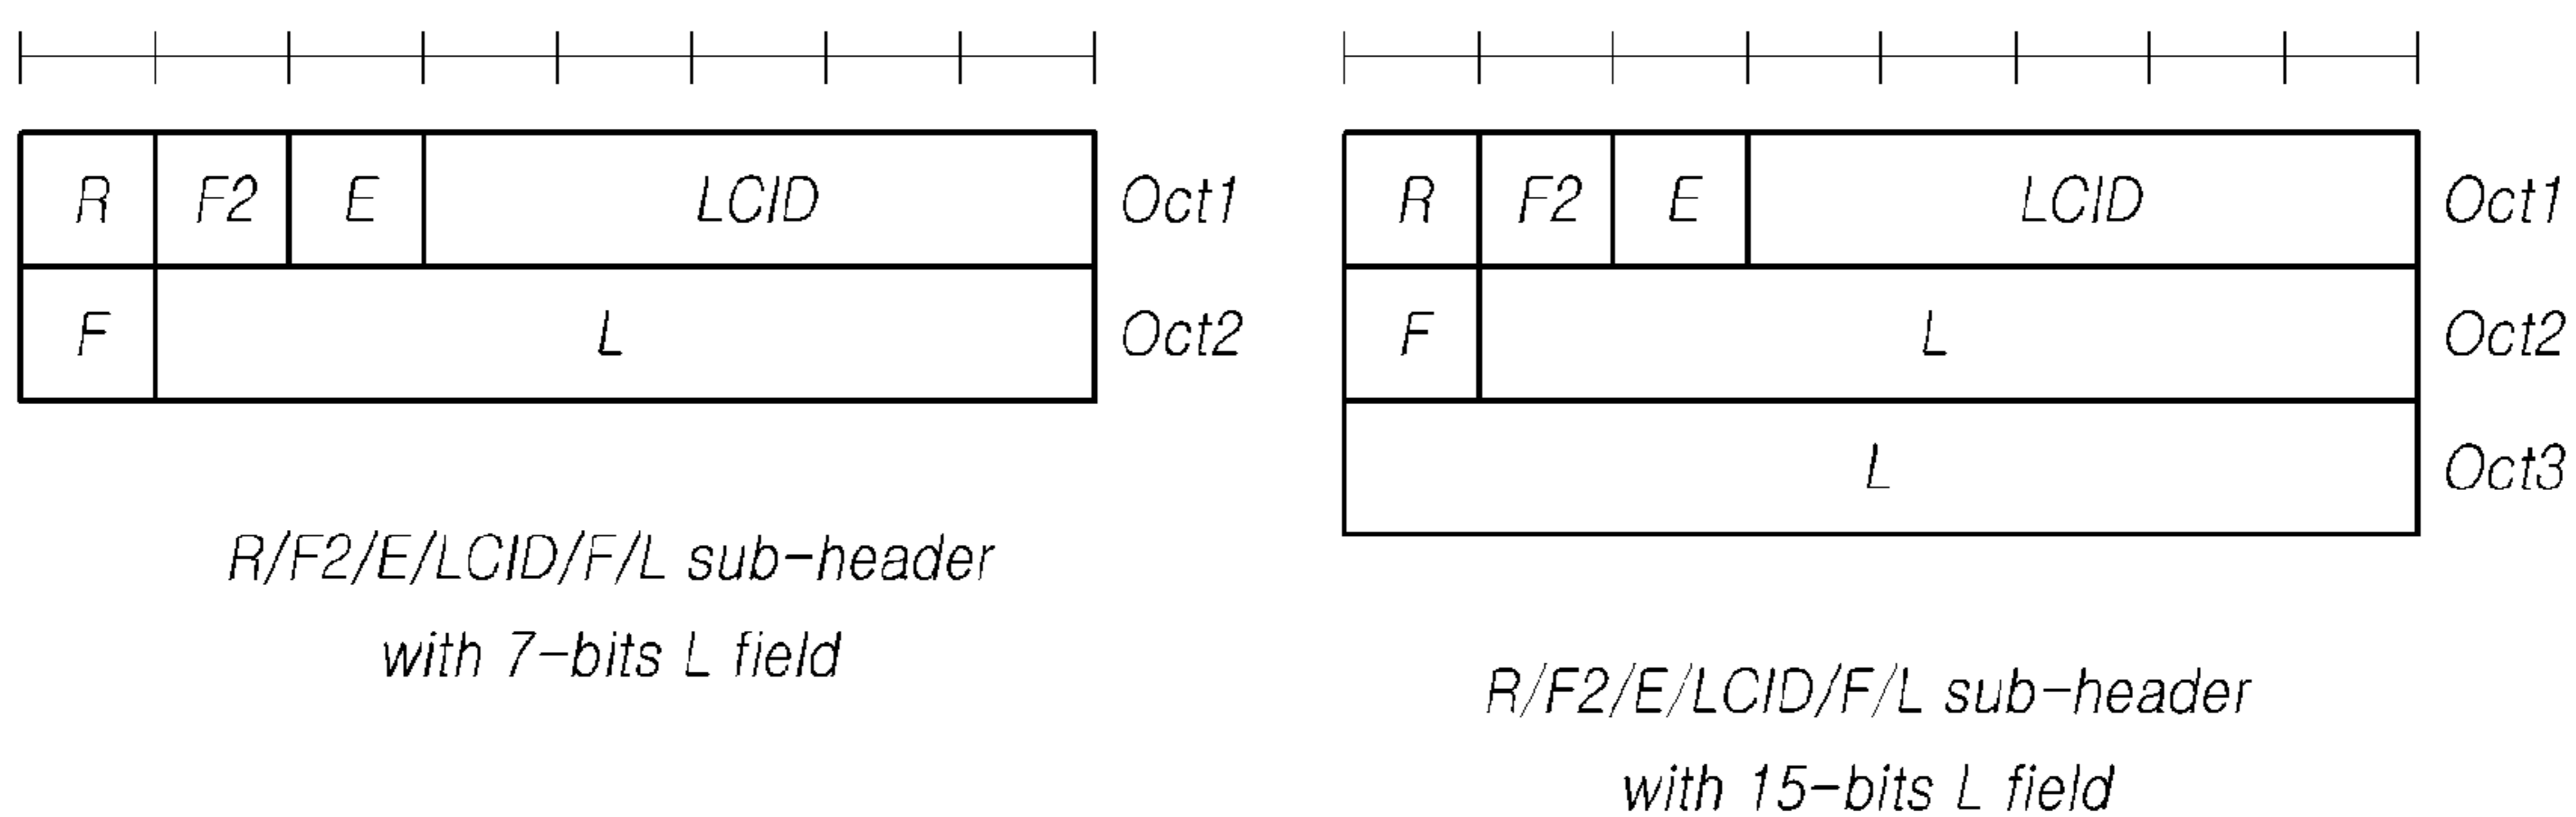 R F2 E LCID Oct1
F L Oct2
R/F2/E/LCID/F/L sub-header
with 7-bits L field
R F2 E LCID Oct1
F L Oct2
L Oct3
R/F2/E/LCID/F/L sub-header
with 15-bits L field